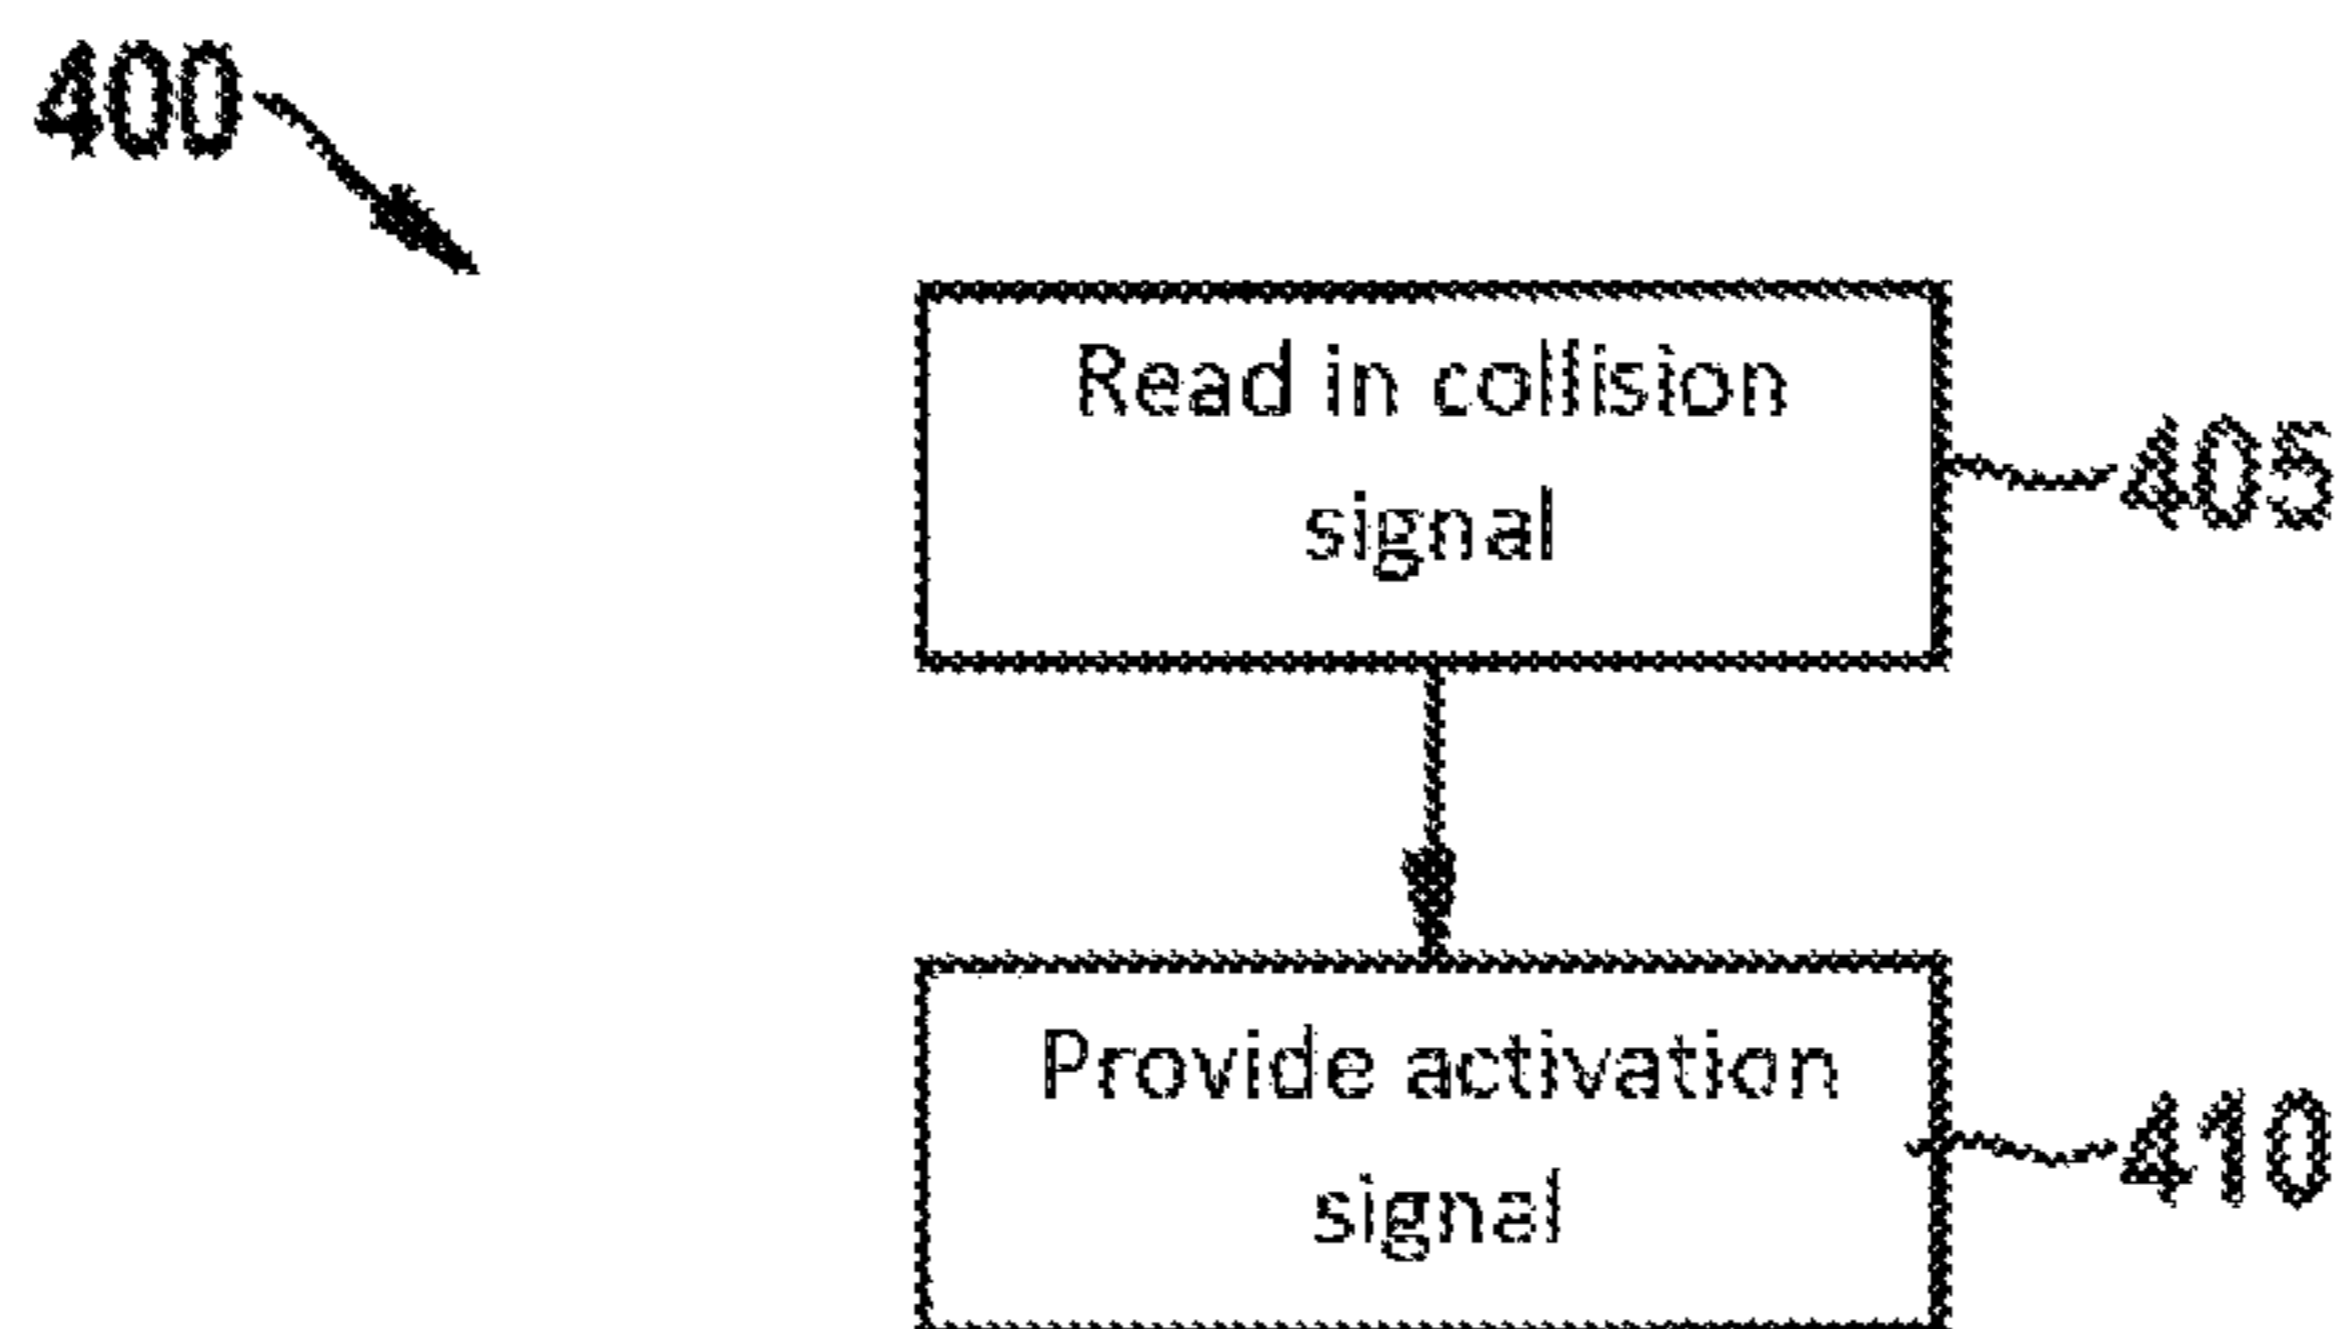 400
Read in collision
signal
405
Provide activation
signal
410